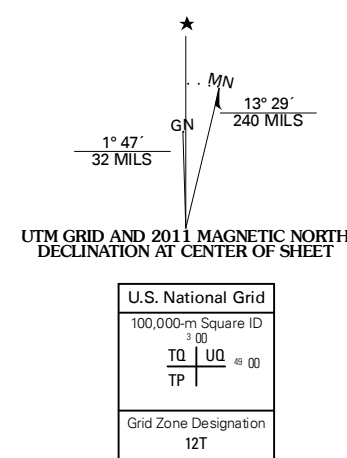 MN
GN
13° 29´
240 MILS
1° 47´
32 MILS
UTM GRID AND 2011 MAGNETIC NORTH
DECLINATION AT CENTER OF SHEET
U.S. National Grid
100,000-m Square ID
3 00
TQ UQ 49 00
TP
Grid Zone Designation
12T